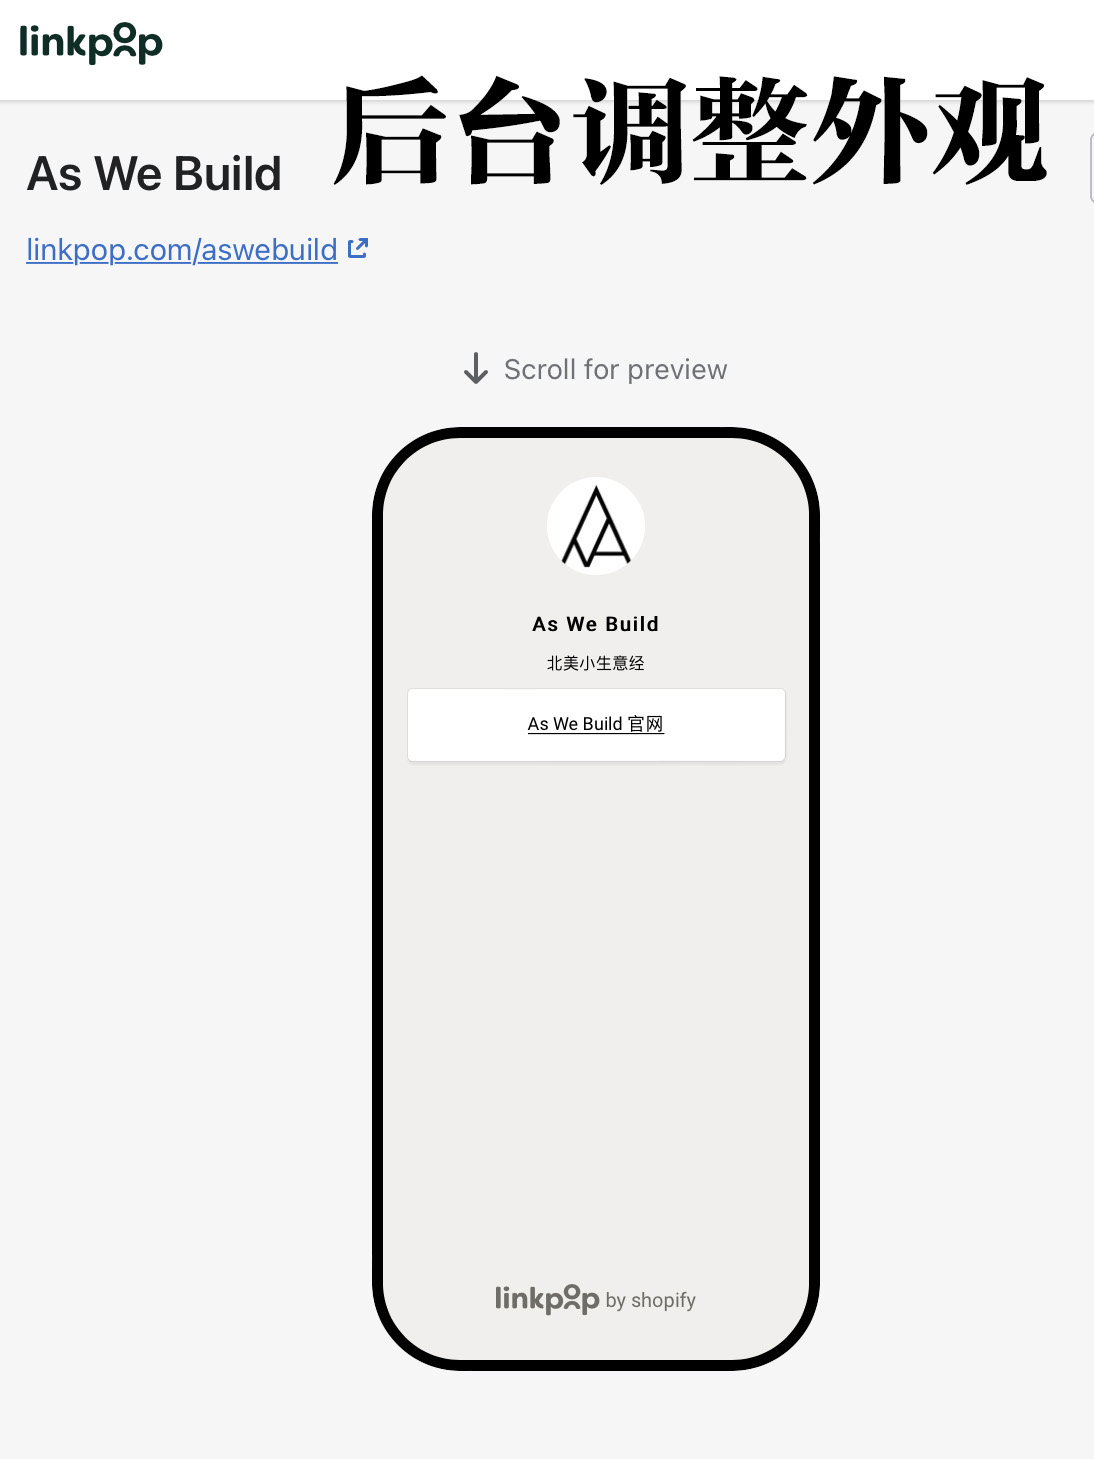 linkpop
后台调整外观
As We Build
linkpop.com/aswebuild
Scroll for preview
As We Build
北美小生意经
As We Build 官网
linkpop by shopify